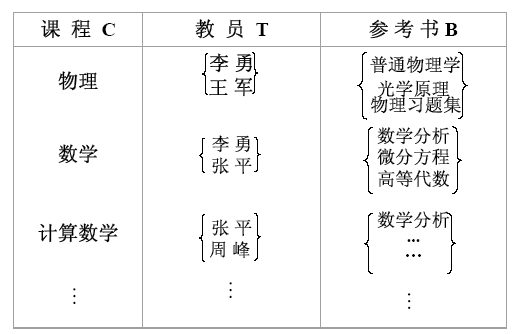 课 程 C 教 员 T 参 考 书 B
物理
李 勇
王 军
普通物理学
光学原理
物理习题集
数学
李 勇
张 平
数学分析
微分方程
高等代数
计算数学
张 平
周 峰
数学分析
...
...
⋮ ⋮ ⋮